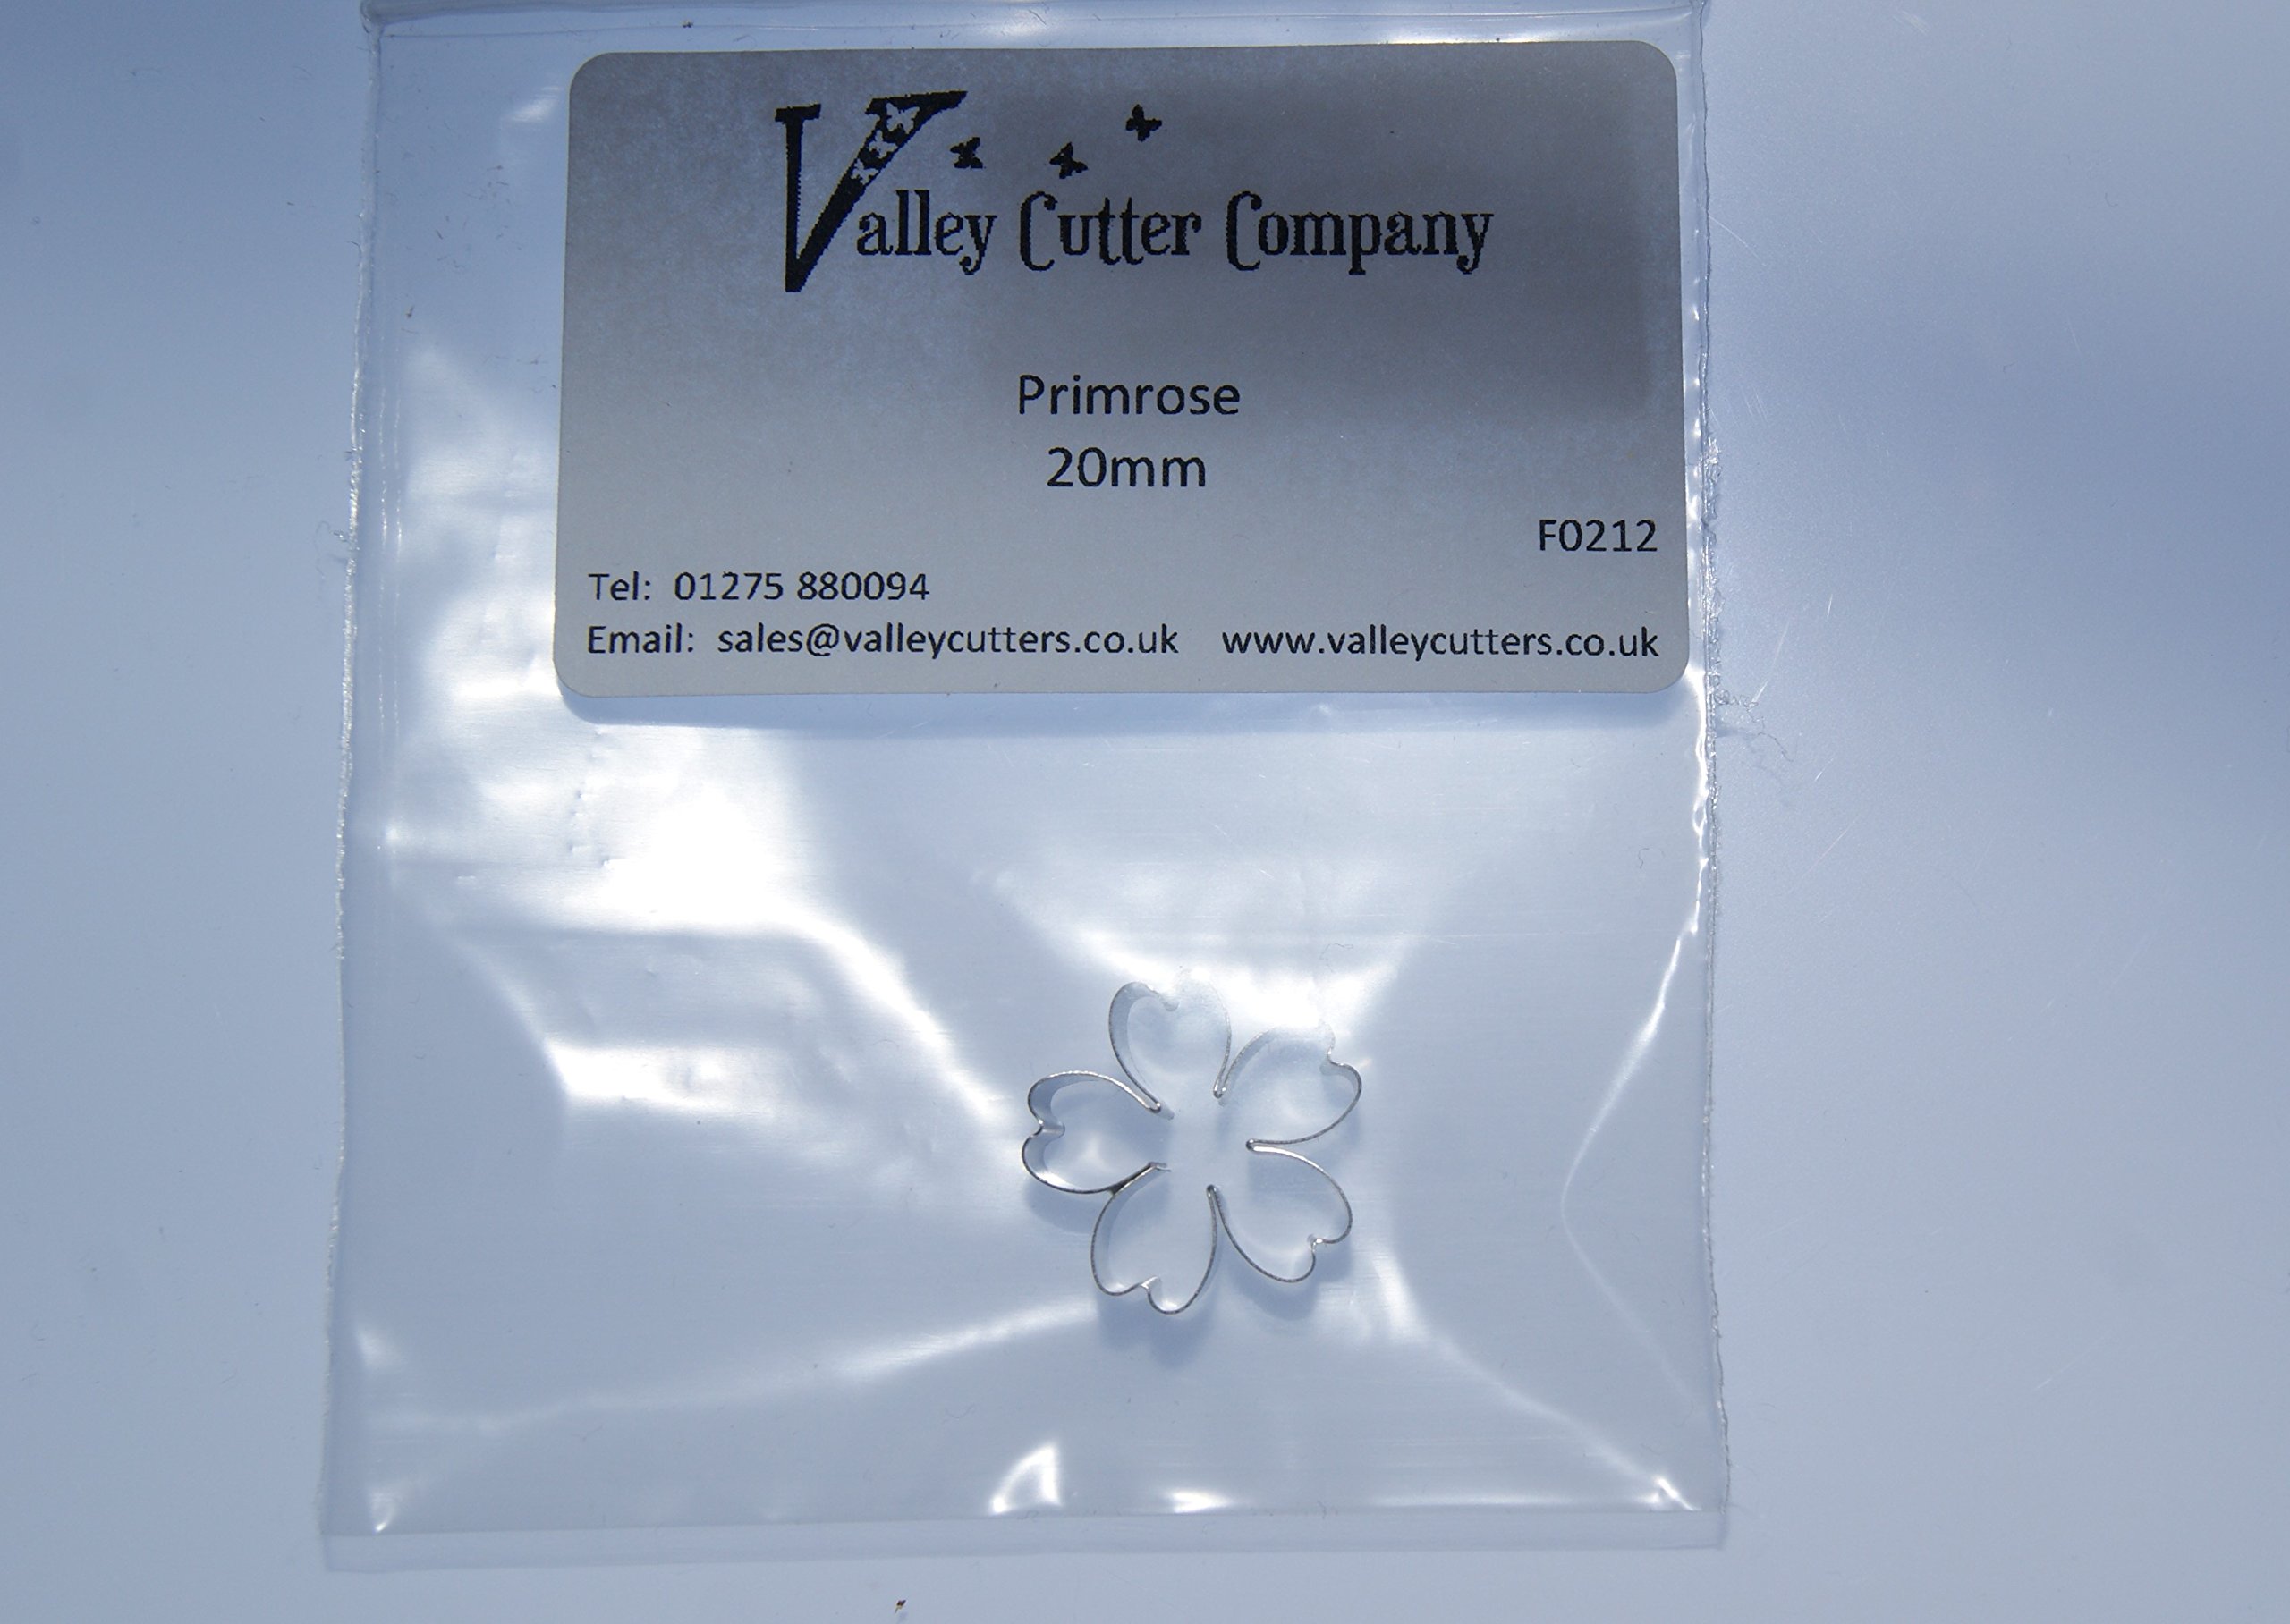 Valley Cutter Company
Primrose
20mm
F0212
Tel: 01275 880094
Email: sales@valleycutters.co.uk www.valleycutters.co.uk